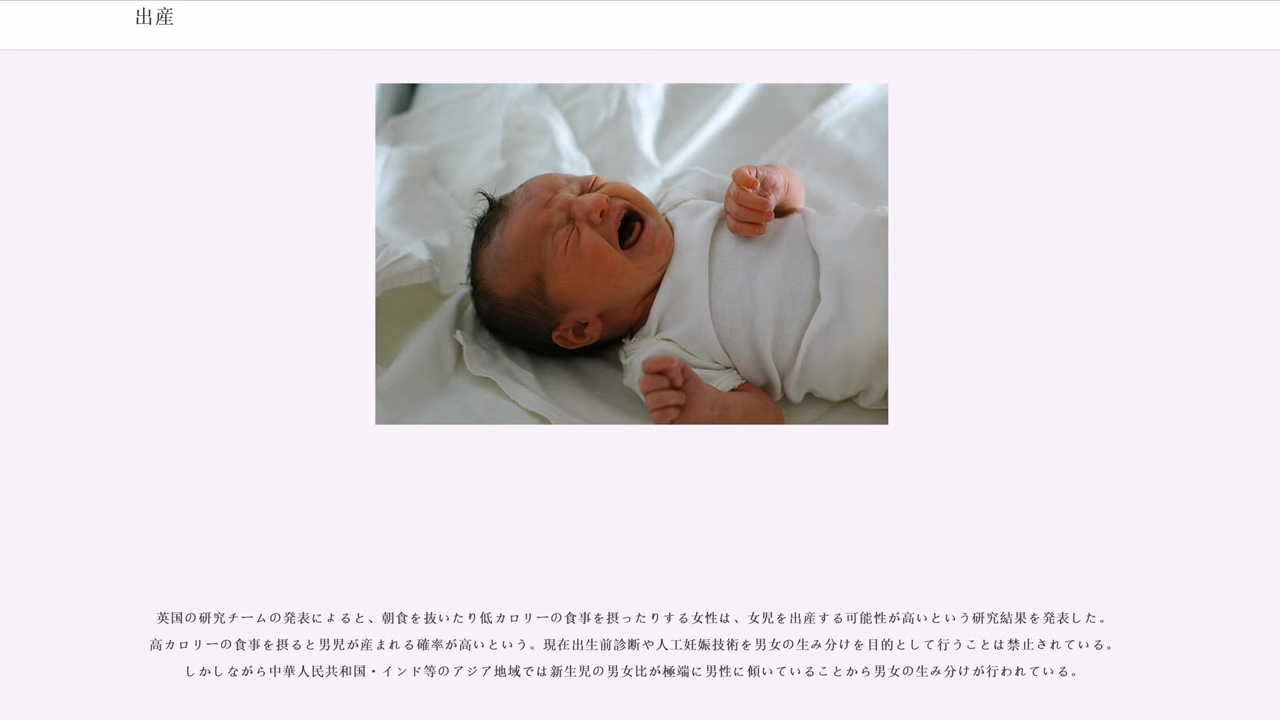 出産
英国の研究チームの発表によると、朝食を抜いたり低カロリーの食事を摂ったりする女性は、女児を出産する可能性が高いという研究結果を発表した。
高カロリーの食事を摂ると男児が産まれる確率が高いという。現在出生前診断や人工妊娠技術を男女の生み分けを目的として行うことは禁止されている。
しかしながら中華人民共和国・インド等のアジア地域では新生児の男女比が極端に男性に傾いていることから男女の生み分けが行われている。